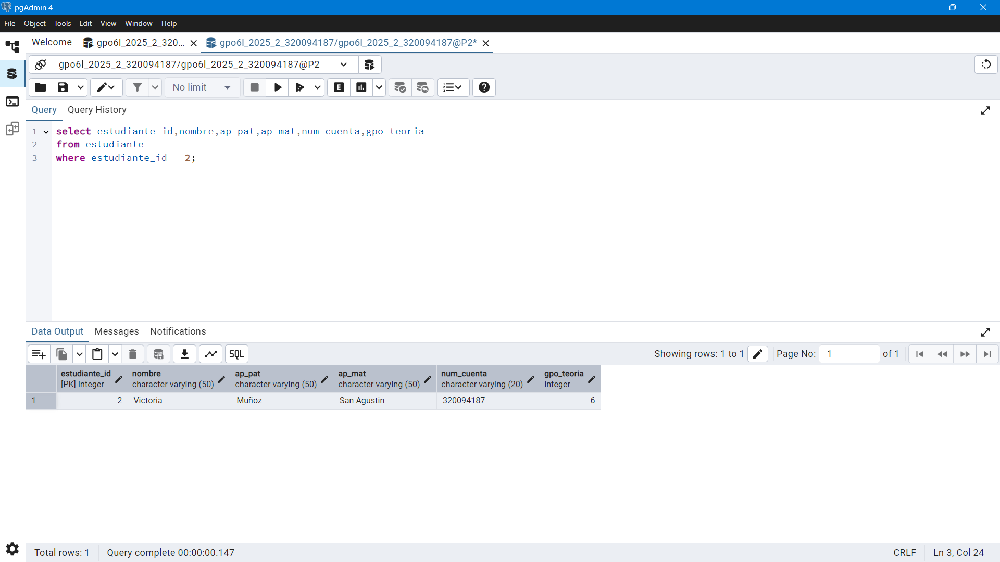 pgAdmin 4
File Object Tools Edit View Window Help
Welcome gpo6l_2025_2_320... gpo6l_2025_2_320094187/gpo6l_2025_2_320094187@P2*
gpo6l_2025_2_320094187/gpo6l_2025_2_320094187@P2
No limit E
Query Query History
1 select estudiante_id,nombre,ap_pat,ap_mat,num_cuenta,gpo_teoria
2 from estudiante
3 where estudiante_id = 2;
Data Output Messages Notifications
SQL Showing rows: 1 to 1 Page No: 1 of 1
estudiante_id nombre ap_pat ap_mat num_cuenta gpo_teoria
[PK] integer character varying (50) character varying (50) character varying (50) character varying (20) integer
1 2 Victoria Muñoz San Agustin 320094187 6
Total rows: 1 Query complete 00:00:00.147 CRLF Ln 3, Col 24